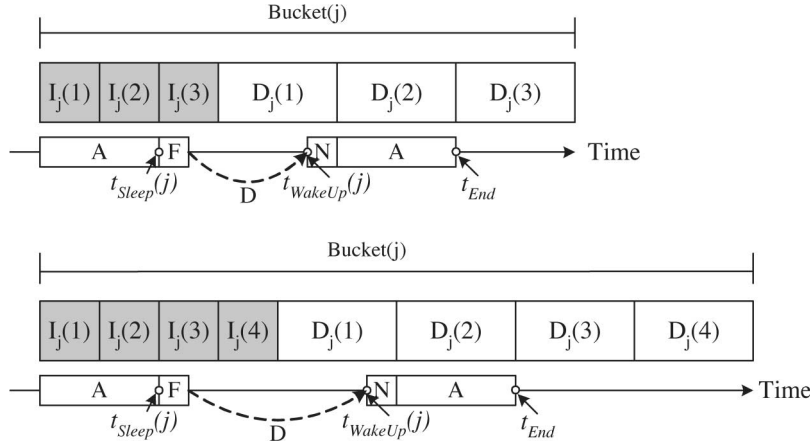 Bucket(j)
I_j(1) I_j(2) I_j(3) D_j(1) D_j(2) D_j(3)
A F N A Time
t_Sleep(j) D t_WakeUp(j) t_End
Bucket(j)
I_j(1) I_j(2) I_j(3) I_j(4) D_j(1) D_j(2) D_j(3) D_j(4)
A F N A Time
t_Sleep(j) D t_WakeUp(j) t_End